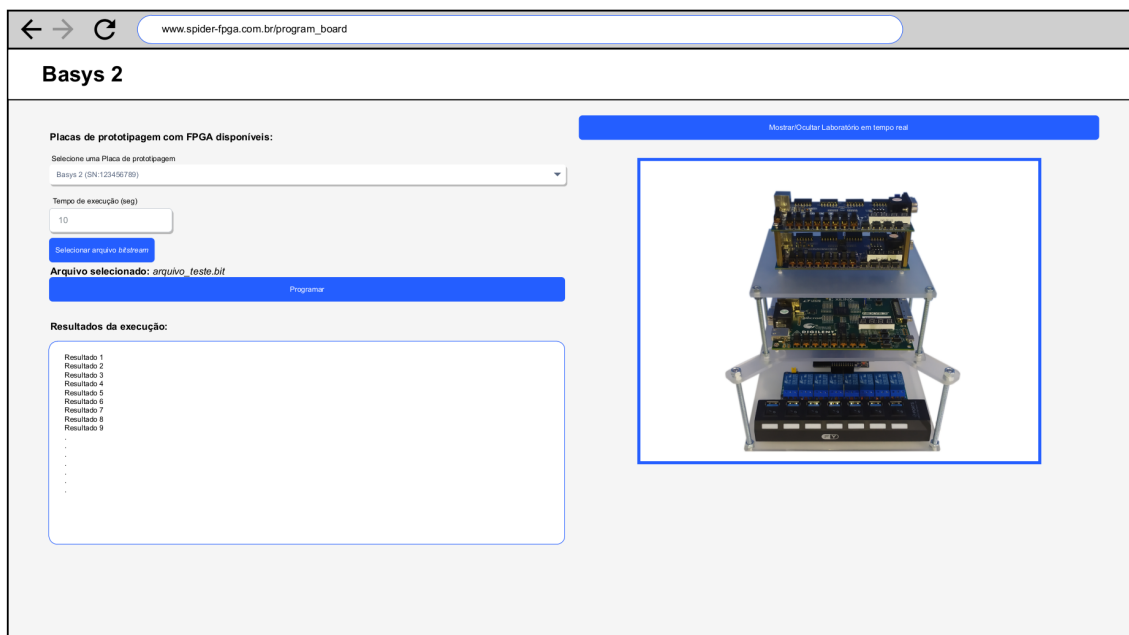 www.spider-fpga.com.br/program_board
Basys 2
Placas de prototipagem com FPGA disponíveis:
Selecione uma Placa de prototipagem
Basys 2 (SN:123456789)
Tempo de execução (seg)
10
Selecionar arquivo bitstream
Arquivo selecionado: arquivo_teste.bit
Programar
Resultados da execução:
Resultado 1
Resultado 2
Resultado 3
Resultado 4
Resultado 5
Resultado 6
Resultado 7
Resultado 8
Resultado 9
.
.
.
.
.
.
.
Mostrar/Ocultar Laboratório em tempo real
DIGILENT